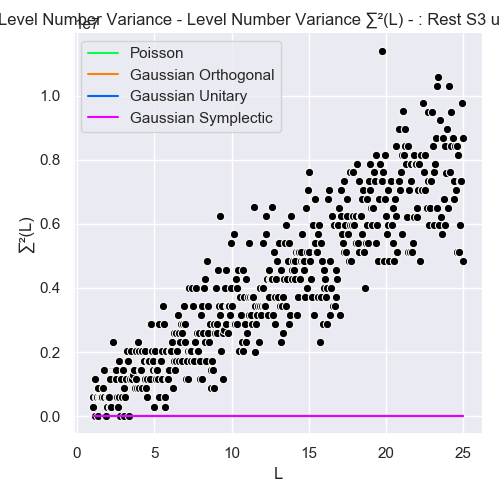 Level Number Variance - Level Number Variance ∑²(L) - : Rest S3 u
1e7
Poisson
Gaussian Orthogonal
Gaussian Unitary
Gaussian Symplectic
1.0
0.8
0.6
0.4
0.2
0.0
∑²(L)
0 5 10 15 20 25
L